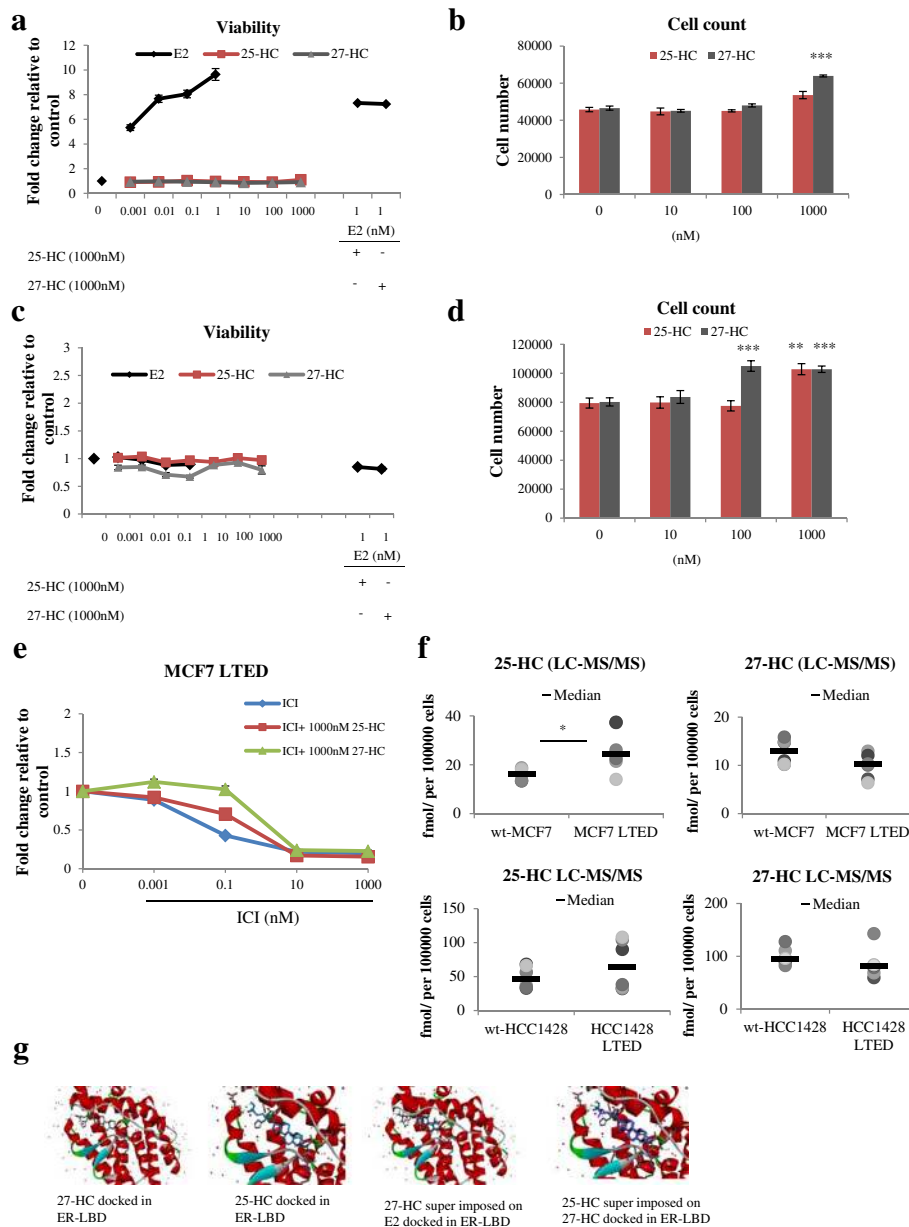 a
Viability
E2 25-HC 27-HC
Fold change relative to
control
14
12
10
8
6
4
2
0
0 0.001 0.01 0.1 1 10 100 1000 1 1
E2 (nM)
25-HC (1000nM) + -
27-HC (1000nM) - +
b
Cell count
25-HC 27-HC
***
Cell number
80000
60000
40000
20000
0
0 10 100 1000
(nM)
c
Viability
E2 25-HC 27-HC
Fold change relative to
control
3
2.5
2
1.5
1
0.5
0
0 0.001 0.01 0.1 1 10 100 1000 1 1
E2 (nM)
25-HC (1000nM) + -
27-HC (1000nM) - +
d
Cell count
25-HC 27-HC
*** ** ***
Cell number
120000
100000
80000
60000
40000
20000
0
0 10 100 1000
(nM)
e
MCF7 LTED
ICI
ICI+ 1000nM 25-HC
ICI+ 1000nM 27-HC
Fold change relative to
control
2
1.5
1
0.5
0
0 0.001 0.1 10 1000
ICI (nM)
f
25-HC (LC-MS/MS)
Median
*
fmol/ per 100000 cells
40
20
0
wt-MCF7 MCF7 LTED
27-HC (LC-MS/MS)
Median
fmol/ per 100000 cells
20
10
0
wt-MCF7 MCF7 LTED
25-HC LC-MS/MS
Median
fmol/ per 100000 cells
150
100
50
0
wt-HCC1428 HCC1428
LTED
27-HC LC-MS/MS
Median
fmol/ per 100000 cells
200
100
0
wt-HCC1428 HCC1428
LTED
g
27-HC docked in
ER-LBD
25-HC docked in
ER-LBD
27-HC super imposed on
E2 docked in ER-LBD
25-HC super imposed on
27-HC docked in ER-LBD